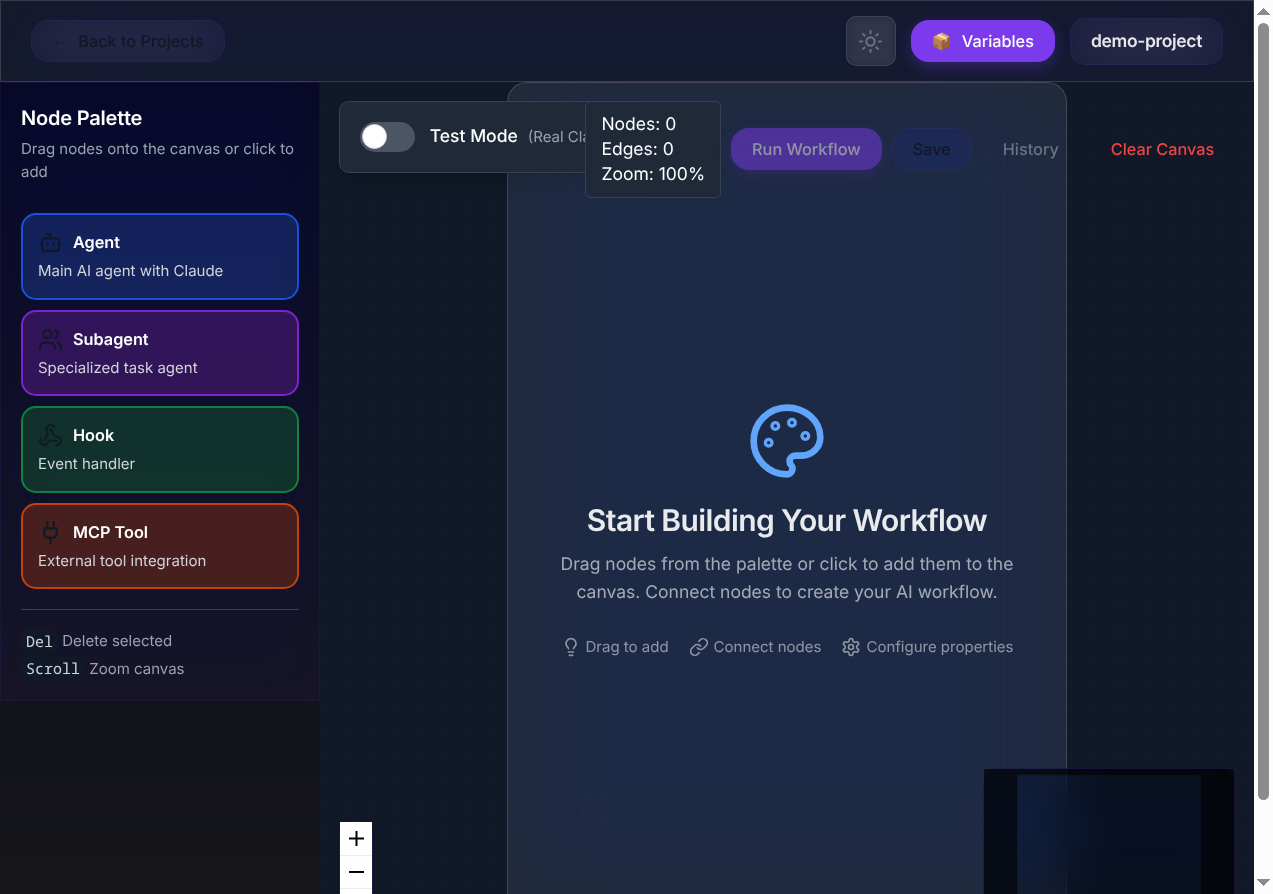 ← Back to Projects
Variables
demo-project
Node Palette
Drag nodes onto the canvas or click to
add
Agent
Main AI agent with Claude
Subagent
Specialized task agent
Hook
Event handler
MCP Tool
External tool integration
Del Delete selected
Scroll Zoom canvas
Test Mode (Real Cla
Nodes: 0
Edges: 0
Zoom: 100%
Run Workflow
Save
History
Clear Canvas
Start Building Your Workflow
Drag nodes from the palette or click to add them to the
canvas. Connect nodes to create your AI workflow.
Drag to add
Connect nodes
Configure properties